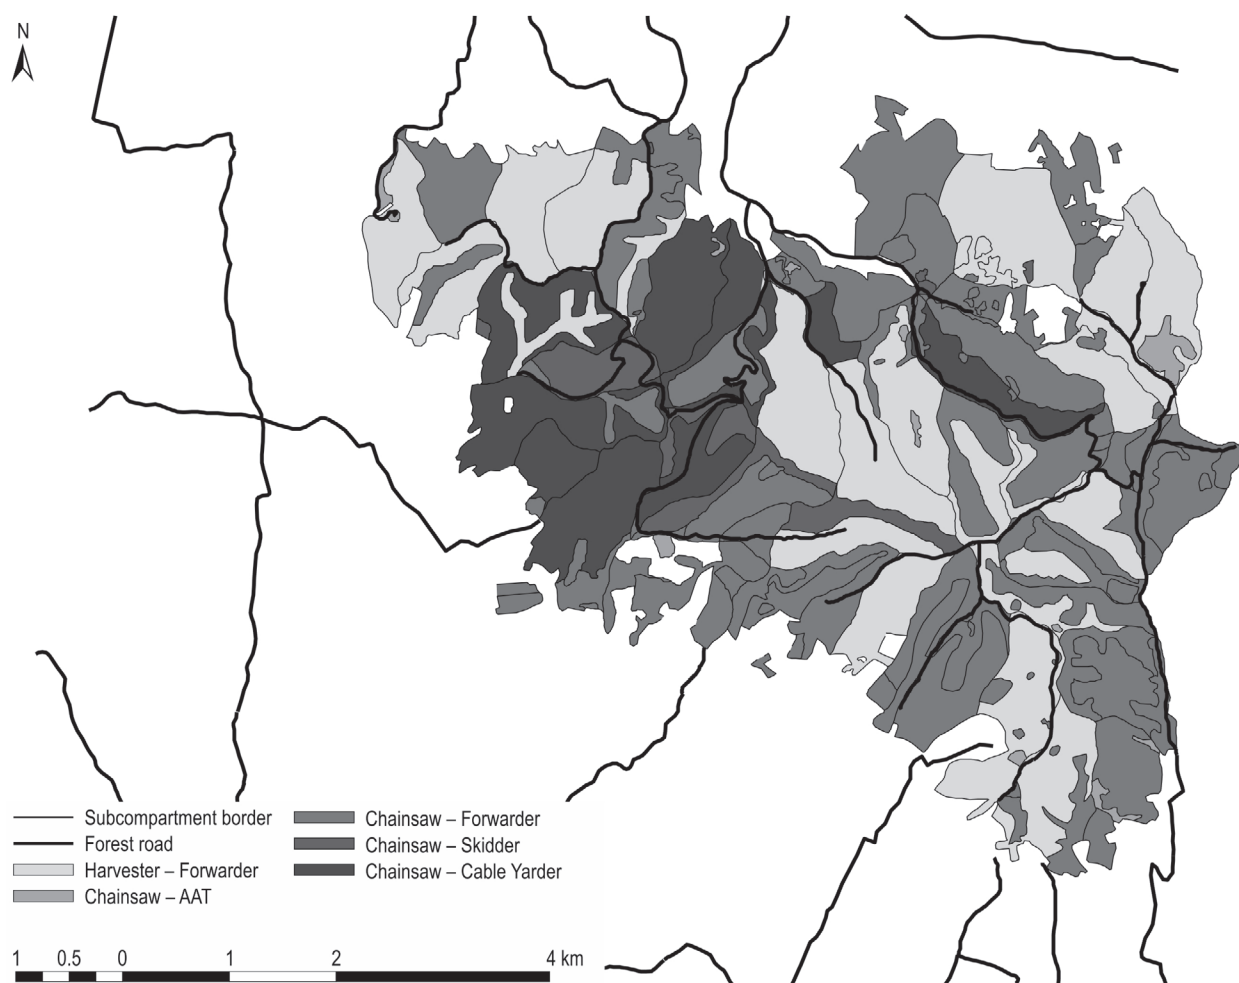 N
Subcompartment border
Forest road
Harvester – Forwarder
Chainsaw – AAT
Chainsaw – Forwarder
Chainsaw – Skidder
Chainsaw – Cable Yarder
1 0.5 0 1 2 4 km